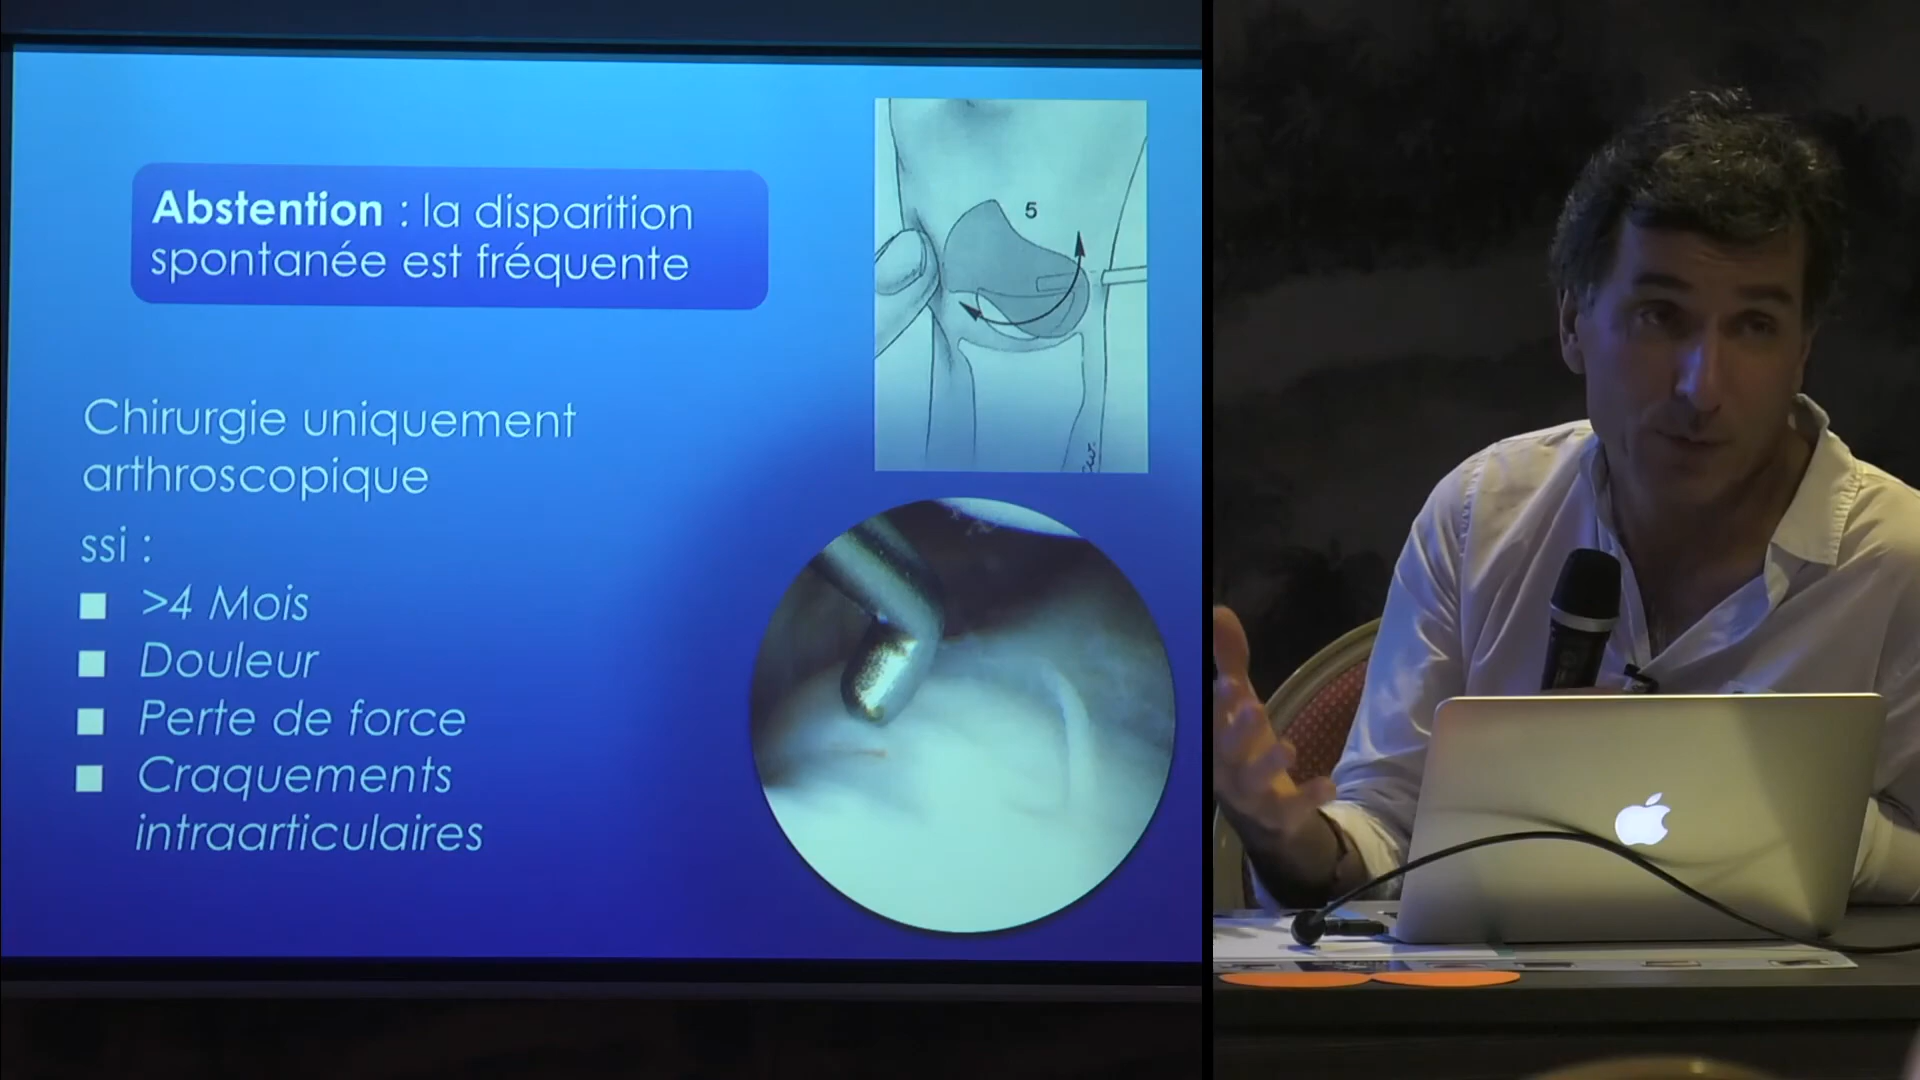 Abstention : la disparition
spontanée est fréquente
5
Chirurgie uniquement
arthroscopique
ssi :
>4 Mois
Douleur
Perte de force
Craquements
intraarticulaires